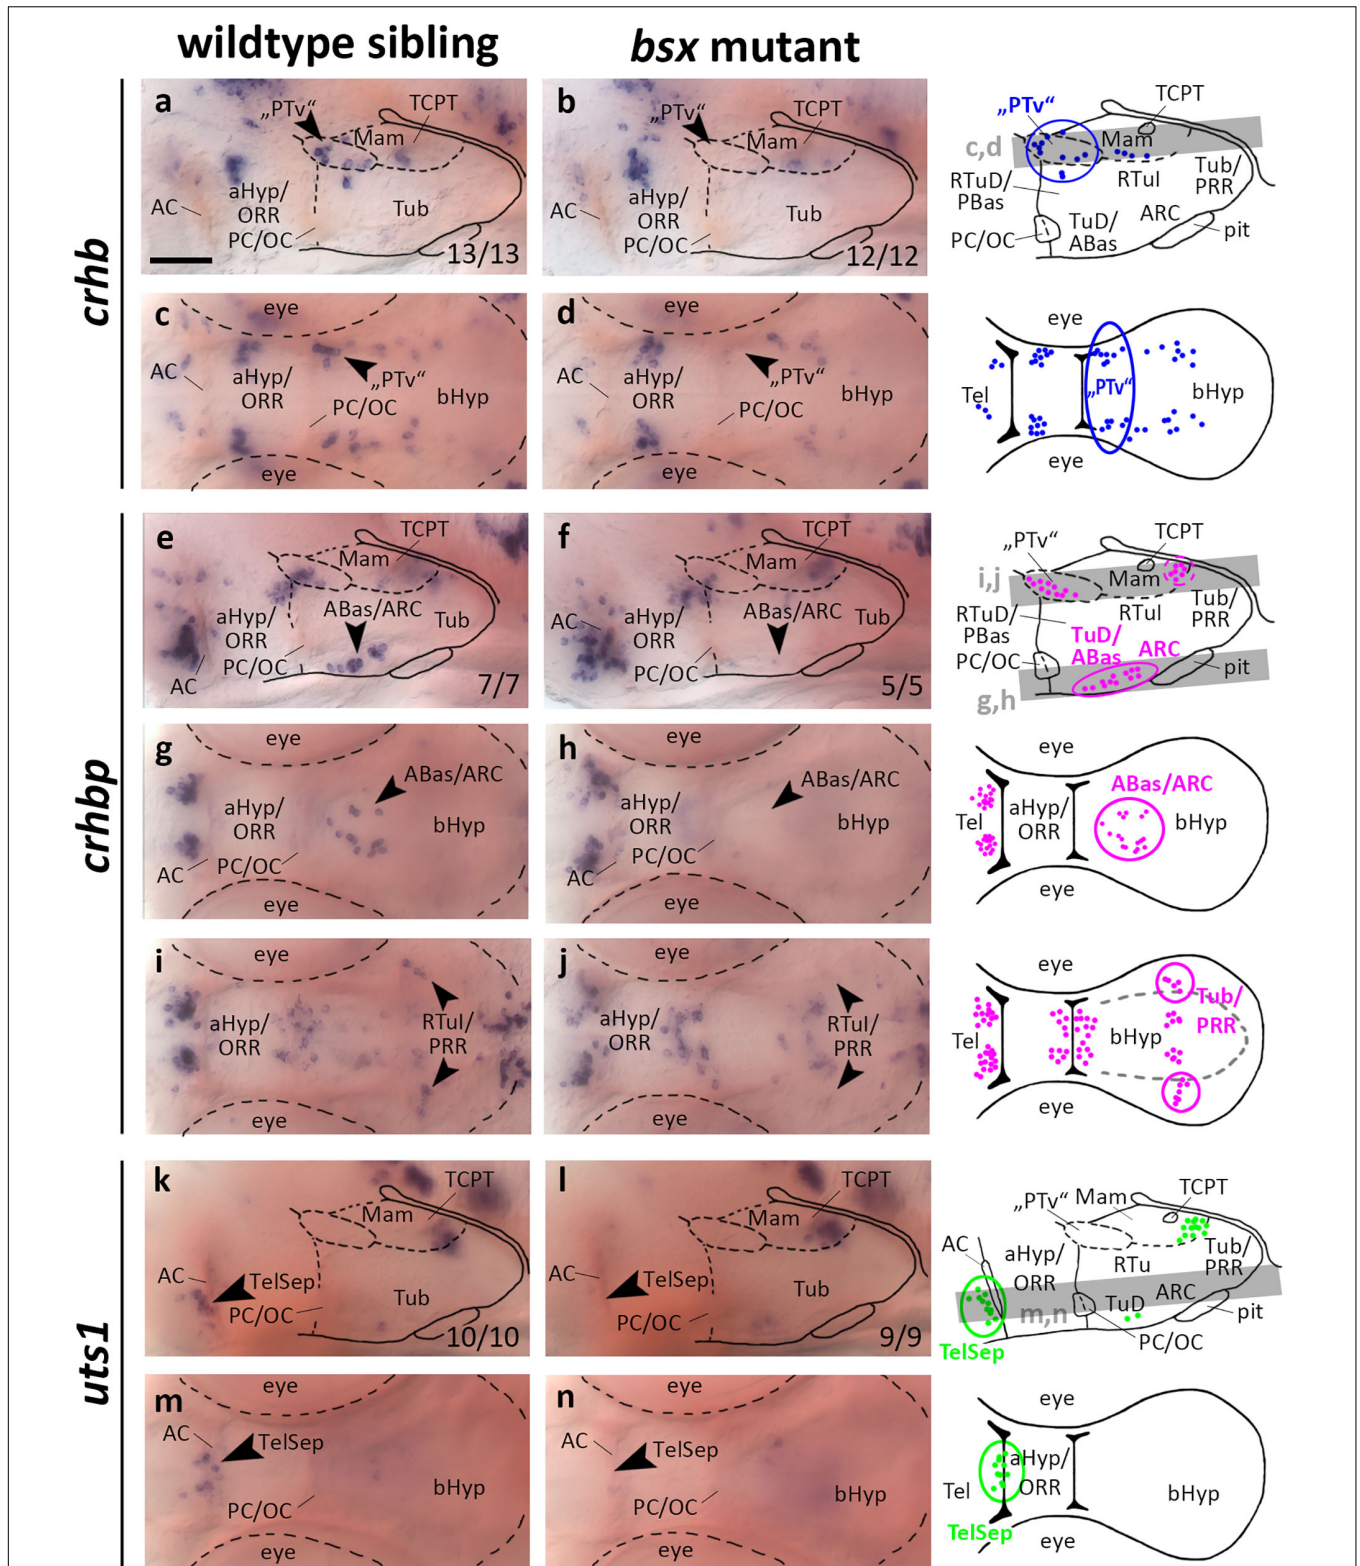 wildtype sibling
bsx mutant
crhb
a
„PTv“
TCPT
Mam
aHyp/
ORR
AC
Tub
PC/OC
13/13
b
„PTv“
TCPT
Mam
aHyp/
ORR
AC
Tub
PC/OC
12/12
„PTv“
TCPT
c,d
Mam
RTuD/
PBas
RTuI
Tub/
PRR
ARC
TuD/
ABas
PC/OC
pit
c
eye
AC
aHyp/
ORR
„PTv“
bHyp
PC/OC
eye
d
eye
AC
aHyp/
ORR
„PTv“
bHyp
PC/OC
eye
eye
Tel
„PTv“
bHyp
eye
crhbp
e
TCPT
Mam
aHyp/
ORR
ABas/ARC
Tub
PC/OC
AC
7/7
f
TCPT
Mam
AC
aHyp/
ORR
ABas/ARC
Tub
PC/OC
5/5
„PTv“
TCPT
i,j
Mam
RTuD/
PBas
RTuI
Tub/
PRR
TuD/
ABas
ARC
PC/OC
pit
g,h
g
eye
ABas/ARC
aHyp/
ORR
bHyp
AC
PC/OC
eye
h
eye
ABas/ARC
aHyp/
ORR
bHyp
PC/OC
AC
eye
eye
ABas/ARC
Tel
aHyp/
ORR
bHyp
eye
i
eye
aHyp/
ORR
RTuI/
PRR
eye
j
eye
aHyp/
ORR
RTuI/
PRR
eye
eye
Tub/
PRR
Tel
bHyp
eye
uts1
k
TCPT
Mam
AC
TelSep
PC/OC
Tub
10/10
l
TCPT
Mam
AC
TelSep
PC/OC
Tub
9/9
„PTv“
Mam
TCPT
AC
aHyp/
ORR
RTu
Tub/
PRR
ARC
m,n
TuD
pit
PC/OC
TelSep
m
eye
AC
TelSep
PC/OC
bHyp
eye
n
eye
AC
TelSep
PC/OC
bHyp
eye
eye
aHyp/
ORR
Tel
bHyp
TelSep
eye